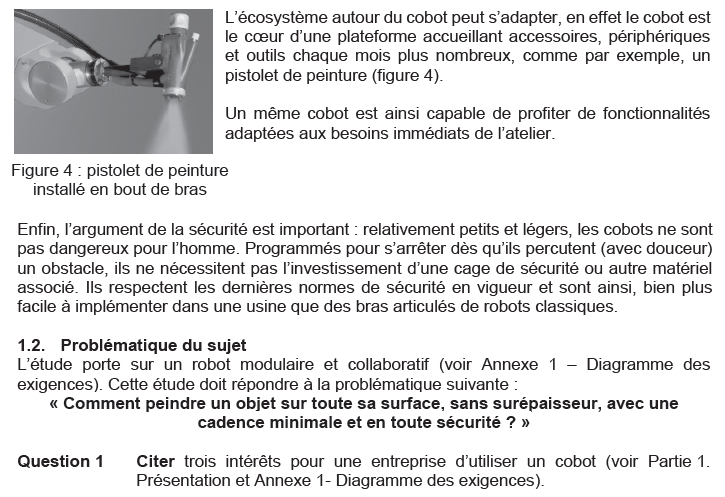 L’écosystème autour du cobot peut s’adapter, en effet le cobot est
le cœur d’une plateforme accueillant accessoires, périphériques
et outils chaque mois plus nombreux, comme par exemple, un
pistolet de peinture (figure 4).
Un même cobot est ainsi capable de profiter de fonctionnalités
adaptées aux besoins immédiats de l’atelier.
Figure 4 : pistolet de peinture
installé en bout de bras
Enfin, l’argument de la sécurité est important : relativement petits et légers, les cobots ne sont
pas dangereux pour l’homme. Programmés pour s’arrêter dès qu’ils percutent (avec douceur)
un obstacle, ils ne nécessitent pas l’investissement d’une cage de sécurité ou autre matériel
associé. Ils respectent les dernières normes de sécurité en vigueur et sont ainsi, bien plus
facile à implémenter dans une usine que des bras articulés de robots classiques.
1.2. Problématique du sujet
L’étude porte sur un robot modulaire et collaboratif (voir Annexe 1 – Diagramme des
exigences). Cette étude doit répondre à la problématique suivante :
« Comment peindre un objet sur toute sa surface, sans surépaisseur, avec une
cadence minimale et en toute sécurité ? »
Question 1 Citer trois intérêts pour une entreprise d’utiliser un cobot (voir Partie 1.
Présentation et Annexe 1- Diagramme des exigences).